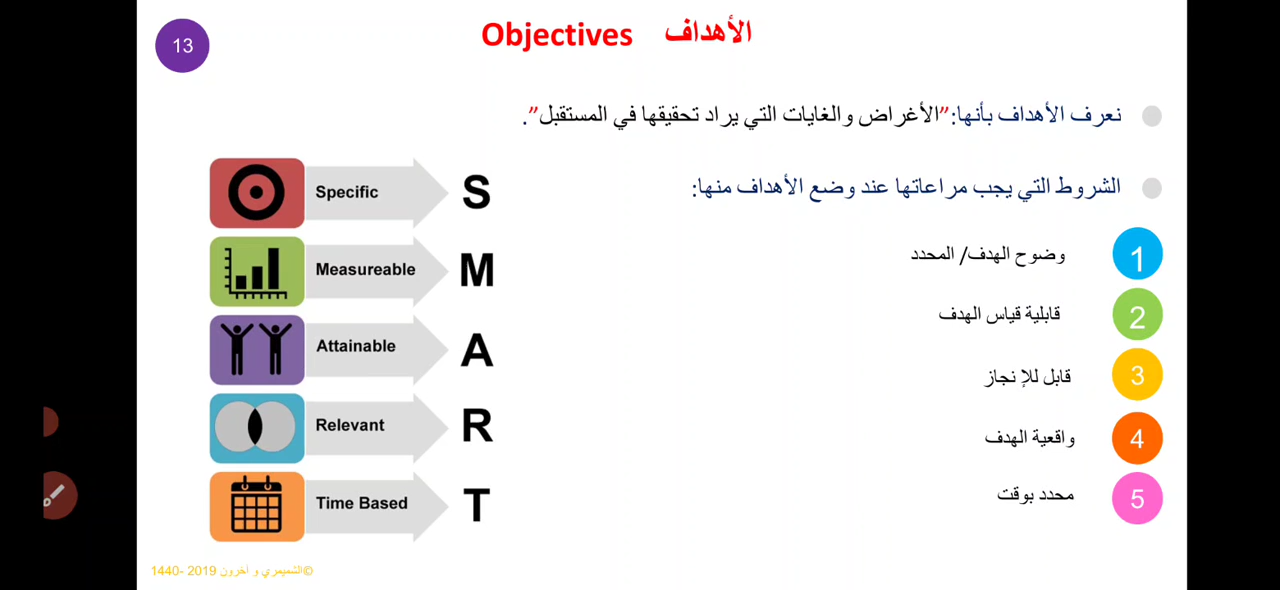 13
الأهداف Objectives
نعرف الأهداف بأنها:”الأغراض والغايات التي يراد تحقيقها في المستقبل”.
الشروط التي يجب مراعاتها عند وضع الأهداف منها:
1 وضوح الهدف/ المحدد
2 قابلية قياس الهدف
3 قابل للإ نجاز
4 واقعية الهدف
5 محدد بوقت
Specific S
Measureable M
Attainable A
Relevant R
Time Based T
©الشميمري و آخرون 2019 -1440